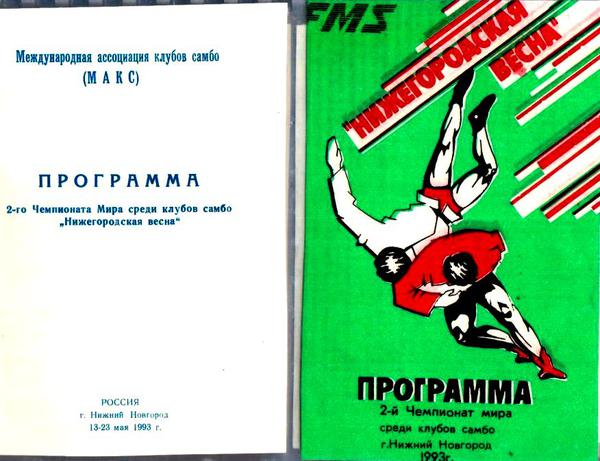 Международная ассоциация клубов самбо
(М А К С)
ПРОГРАММА
2-го Чемпионата Мира среди клубов самбо
„Нижегородская весна“
РОССИЯ
г. Нижний Новгород
13-23 мая 1993 г.
FMS
"НИЖЕГОРОДСКАЯ
ВЕСНА"
ПРОГРАММА
2-й Чемпионат мира
среди клубов самбо
г.Нижний Новгород
1993г.